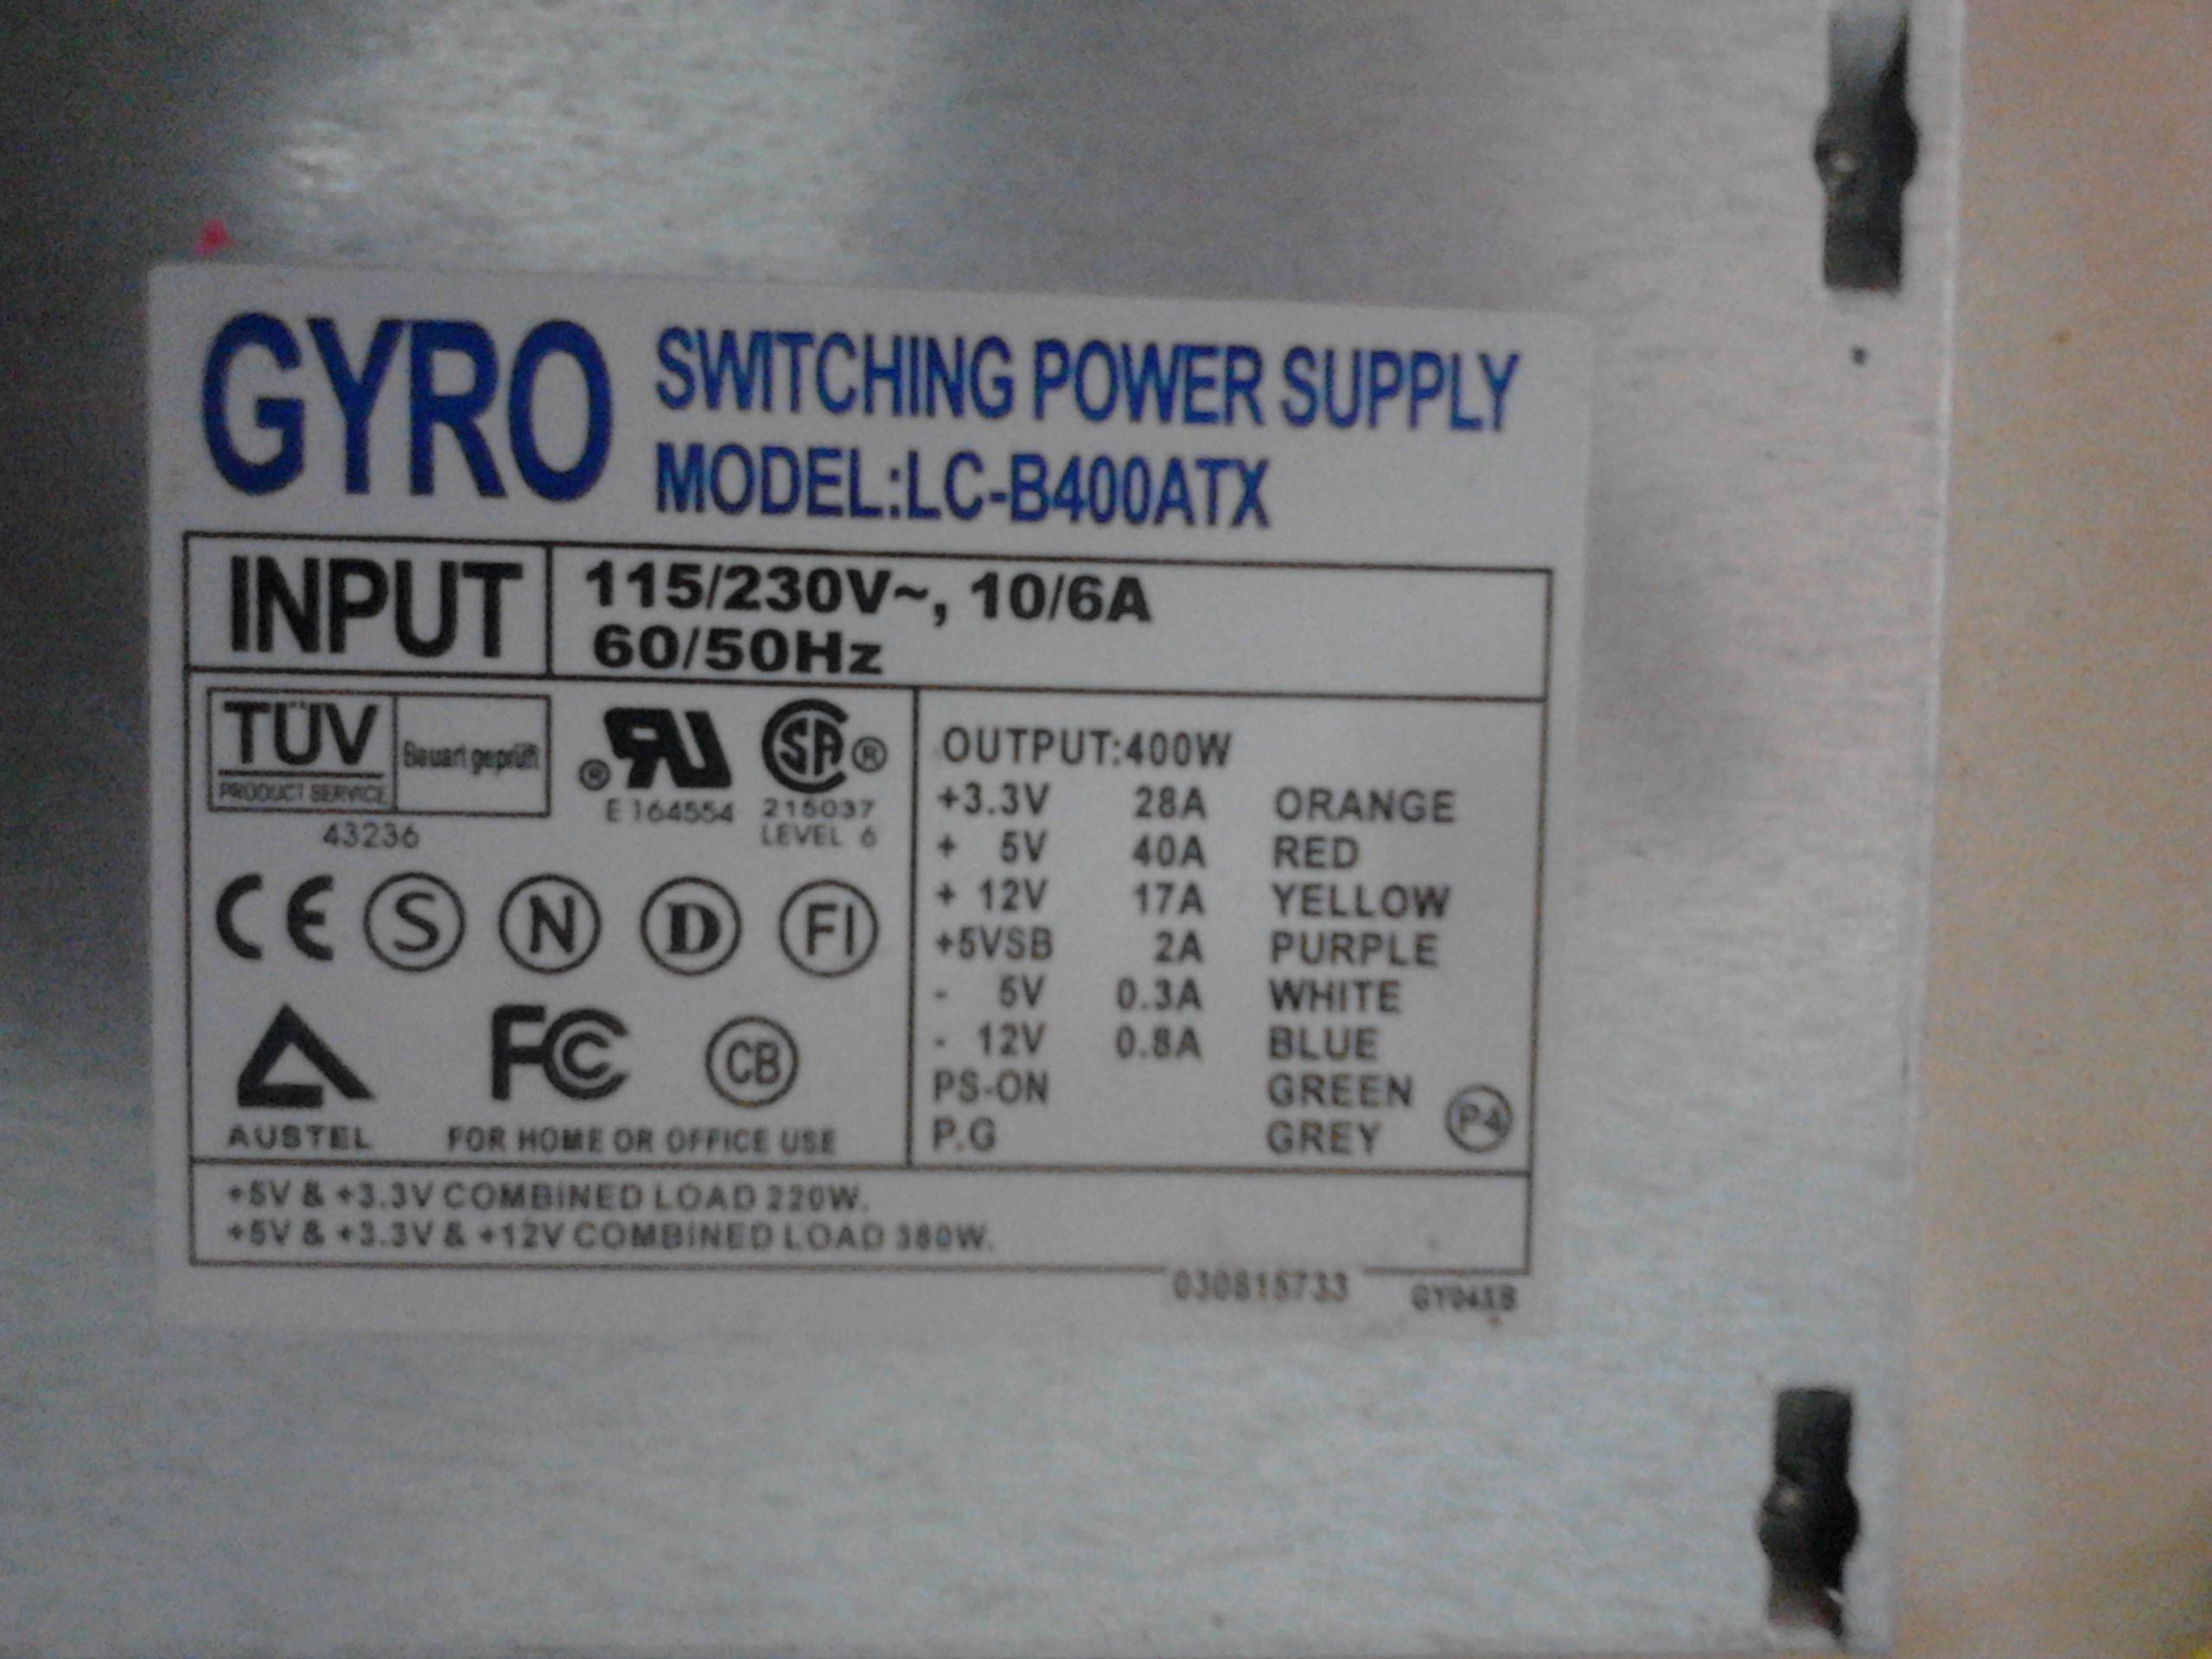 GYRO SWITCHING POWER SUPPLY
MODEL:LC-B400ATX
INPUT 115/230V~, 10/6A
60/50Hz
TÜV Bauart geprüft
PRODUCT SERVICE
43236
® RU
E 164554
SA ®
215037
LEVEL 6
CE S N D FI
AUSTEL
FC CB
FOR HOME OR OFFICE USE
OUTPUT:400W
+3.3V 28A ORANGE
+ 5V 40A RED
+ 12V 17A YELLOW
+5VSB 2A PURPLE
- 5V 0.3A WHITE
- 12V 0.8A BLUE
PS-ON GREEN
P.G GREY P4
+5V & +3.3V COMBINED LOAD 220W.
+5V & +3.3V & +12V COMBINED LOAD 380W.
030815733